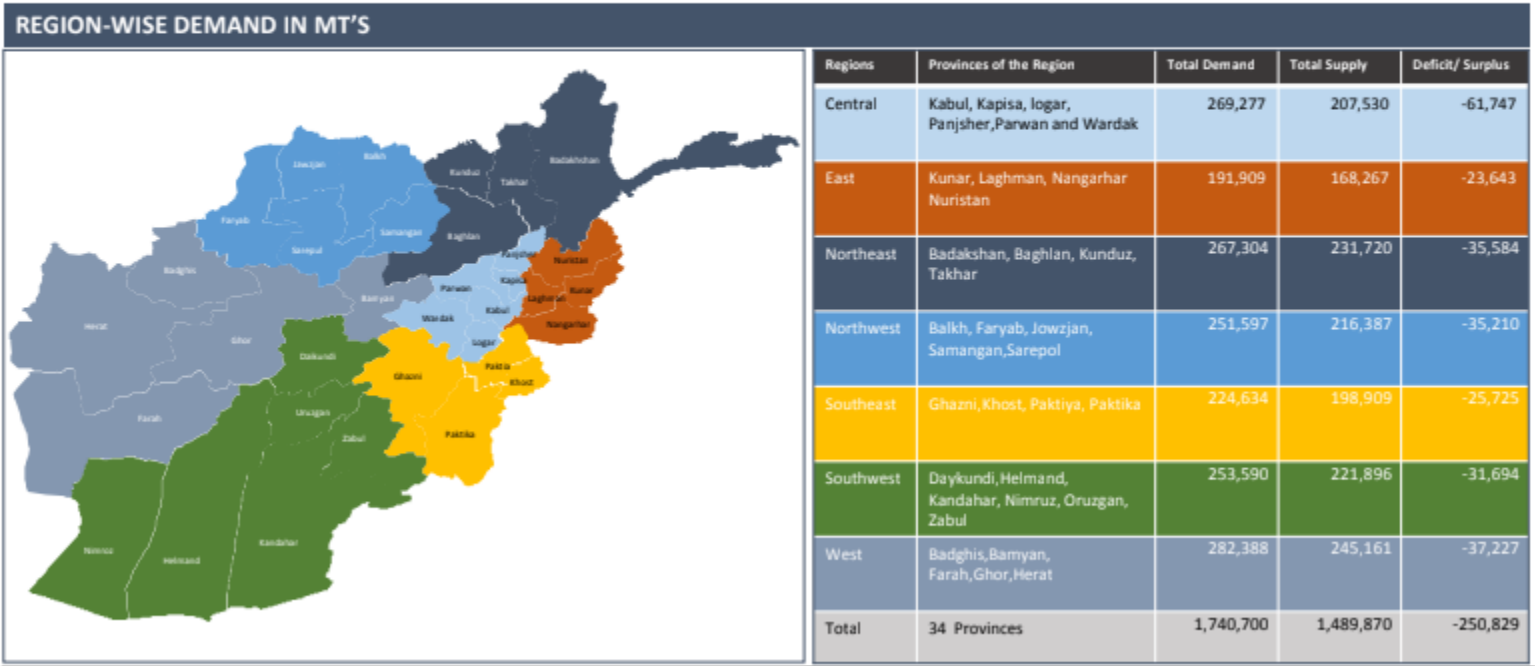 REGION-WISE DEMAND IN MT'S
Badakhshan
Balkh
Jawzjan
Kunduz
Takhar
Faryab
Samangan
Sarepul
Baghlan
Panjsher
Nuristan
Badghis
Kapisa
Kunar
Parwan
Laghman
Bamyan
Kabul
Wardak
Nangarhar
Herat
Ghor
Logar
Daikundi
Paktia
Ghazni
Khost
Uruzgan
Farah
Zabul
Paktika
Nimroz
Helmand
Kandahar
Regions Provinces of the Region Total Demand Total Supply Deficit/ Surplus
Central Kabul, Kapisa, logar, 269,277 207,530 -61,747
Panjsher,Parwan and Wardak
East Kunar, Laghman, Nangarhar 191,909 168,267 -23,643
Nuristan
Northeast Badakshan, Baghlan, Kunduz, 267,304 231,720 -35,584
Takhar
Northwest Balkh, Faryab, Jowzjan, 251,597 216,387 -35,210
Samangan,Sarepol
Southeast Ghazni,Khost, Paktiya, Paktika 224,634 198,909 -25,725
Southwest Daykundi,Helmand, 253,590 221,896 -31,694
Kandahar, Nimruz, Oruzgan,
Zabul
West Badghis,Bamyan, 282,388 245,161 -37,227
Farah,Ghor,Herat
Total 34 Provinces 1,740,700 1,489,870 -250,829